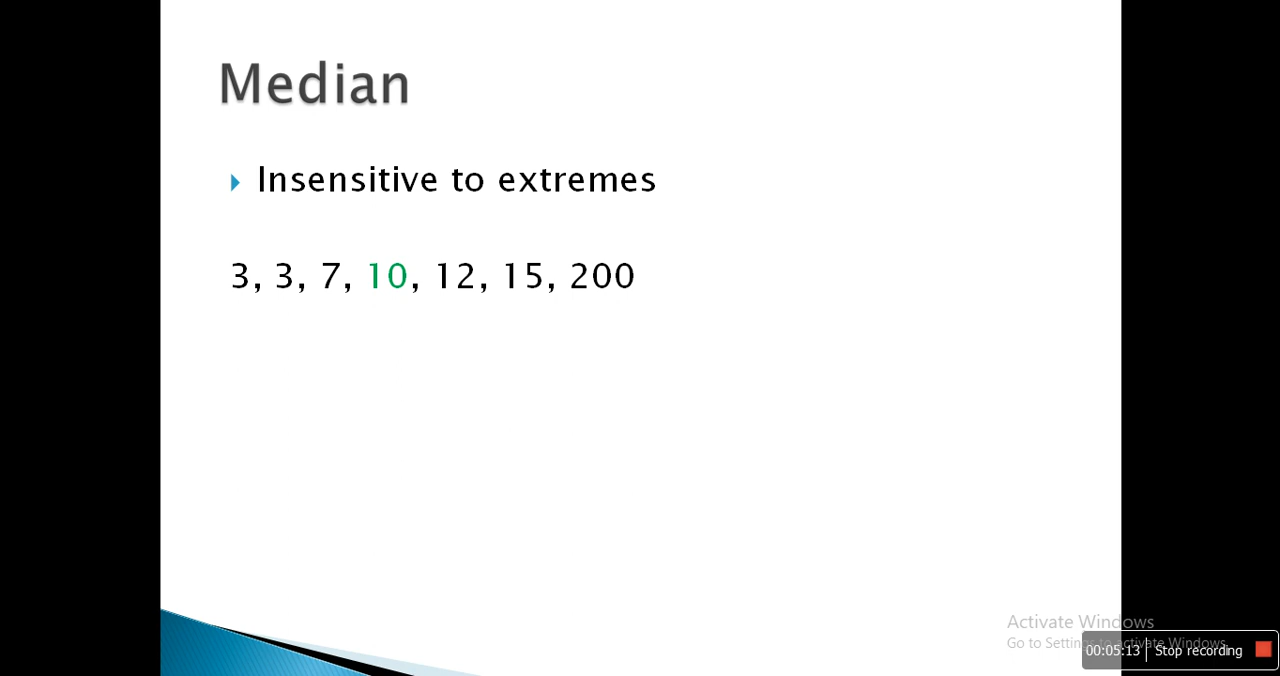 Median
Insensitive to extremes
3, 3, 7, 10, 12, 15, 200
Activate Windows
Go to Settings to activate Windows.
00:05:13 Stop recording